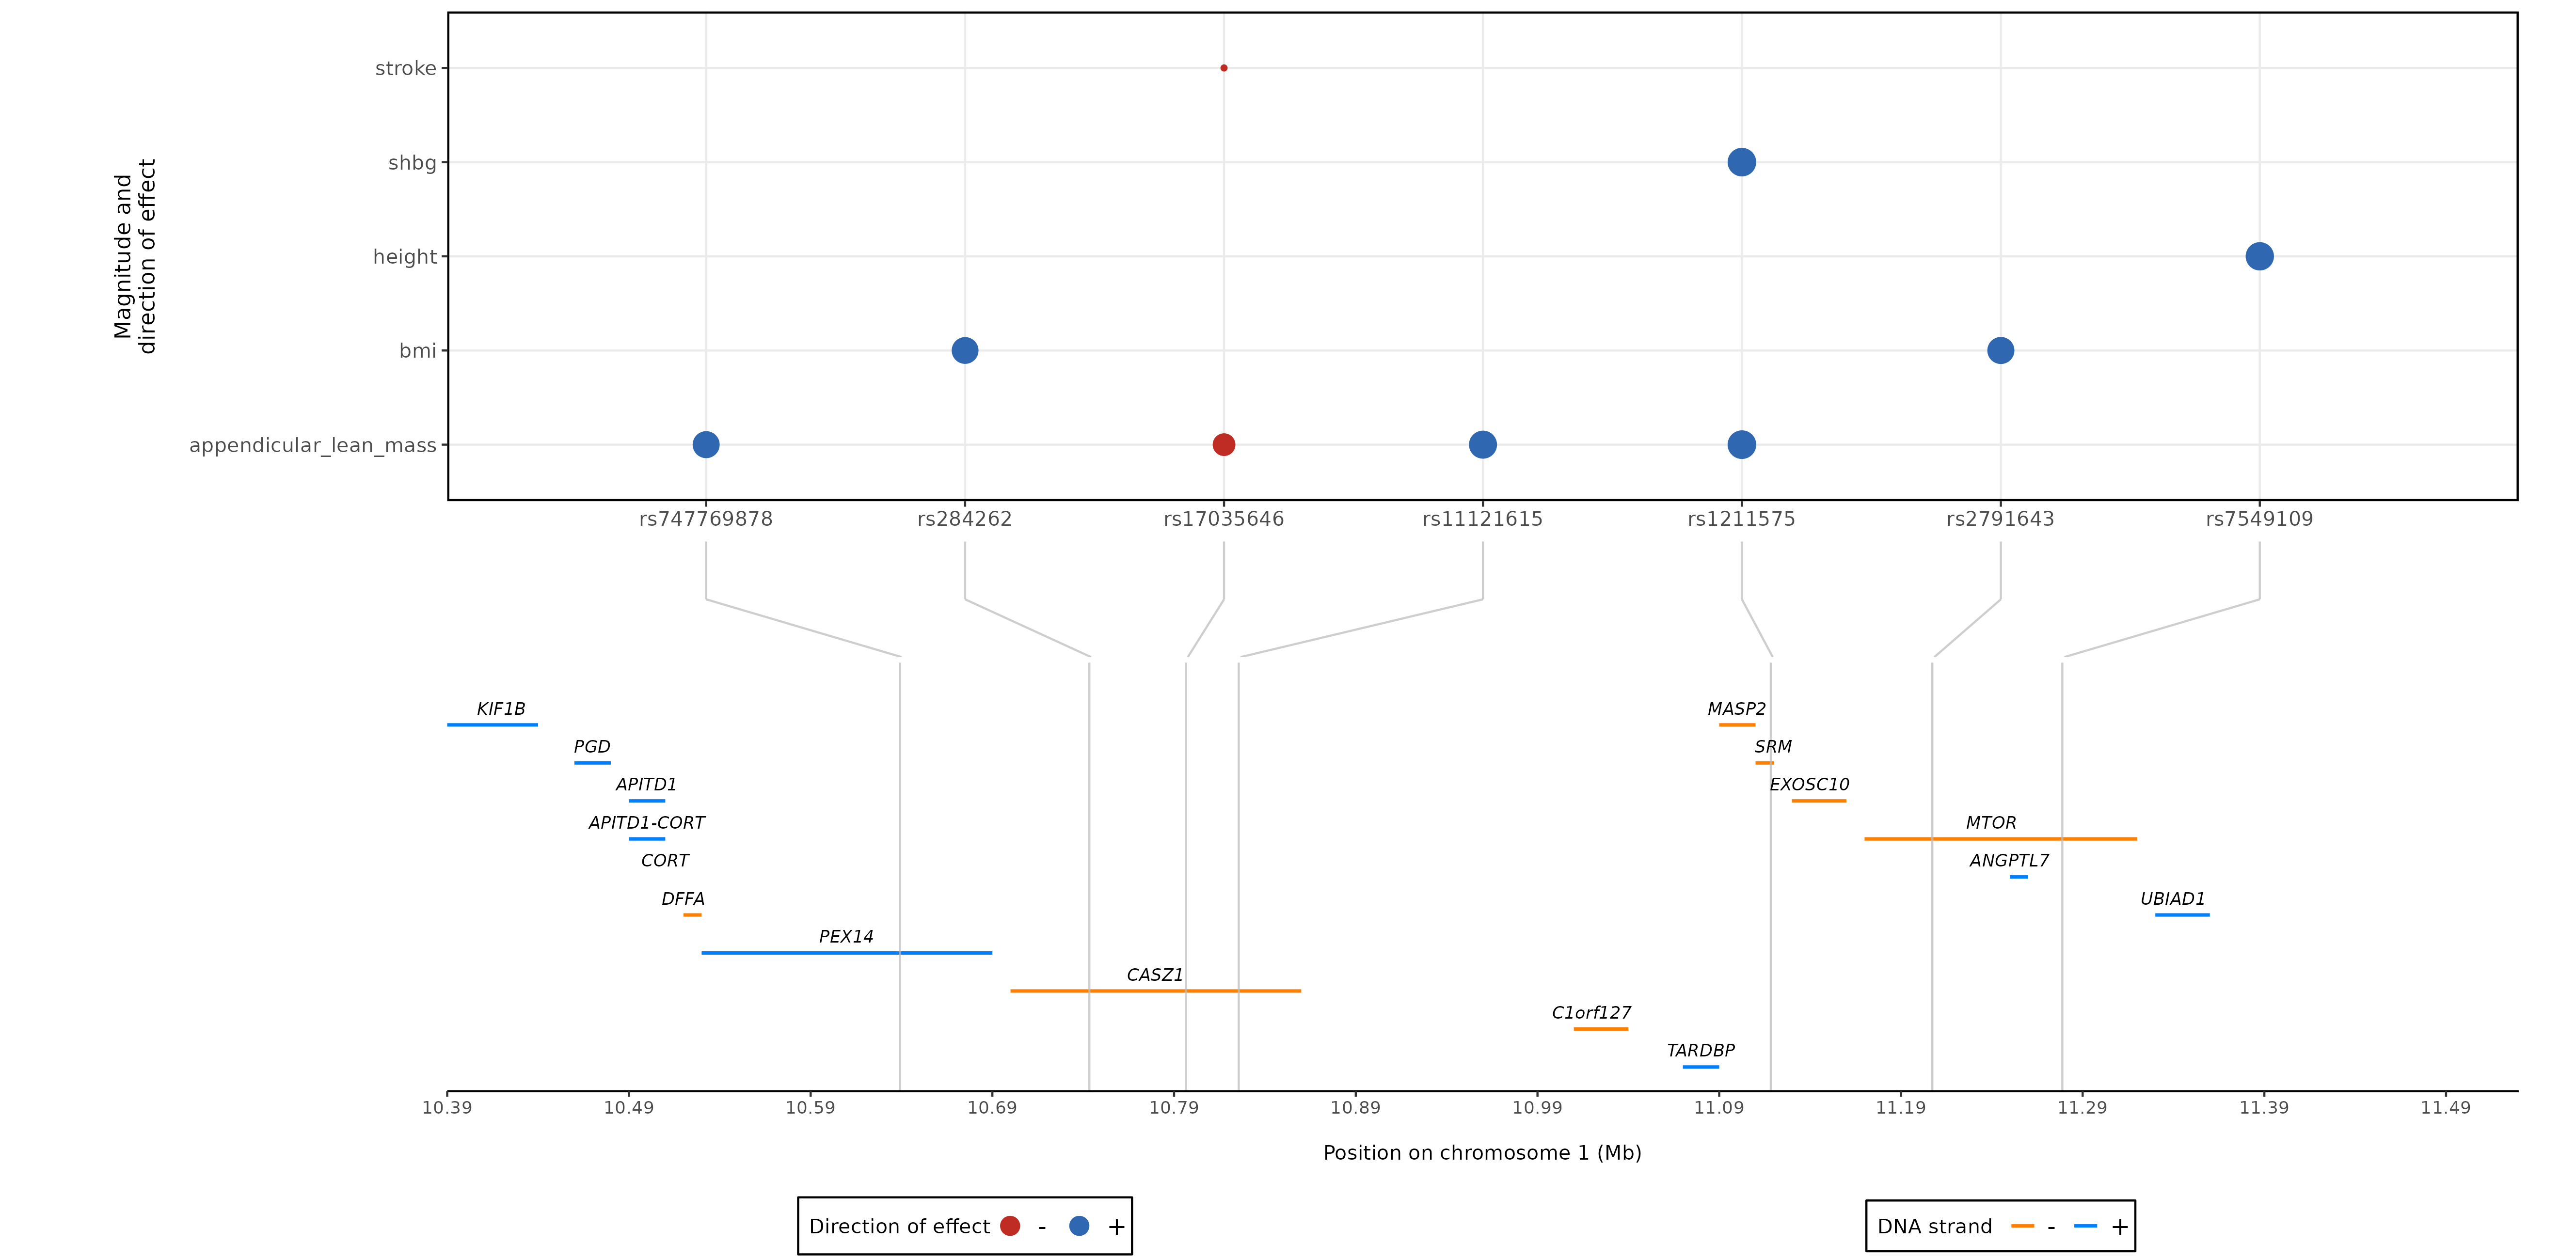 Magnitude and
direction of effect
stroke
shbg
height
bmi
appendicular_lean_mass
rs747769878 rs284262 rs17035646 rs11121615 rs1211575 rs2791643 rs7549109
KIF1B MASP2
PGD SRM
APITD1 EXOSC10
APITD1-CORT MTOR
CORT ANGPTL7
DFFA UBIAD1
PEX14
CASZ1
C1orf127
TARDBP
10.39 10.49 10.59 10.69 10.79 10.89 10.99 11.09 11.19 11.29 11.39 11.49
Position on chromosome 1 (Mb)
Direction of effect - +
DNA strand - +